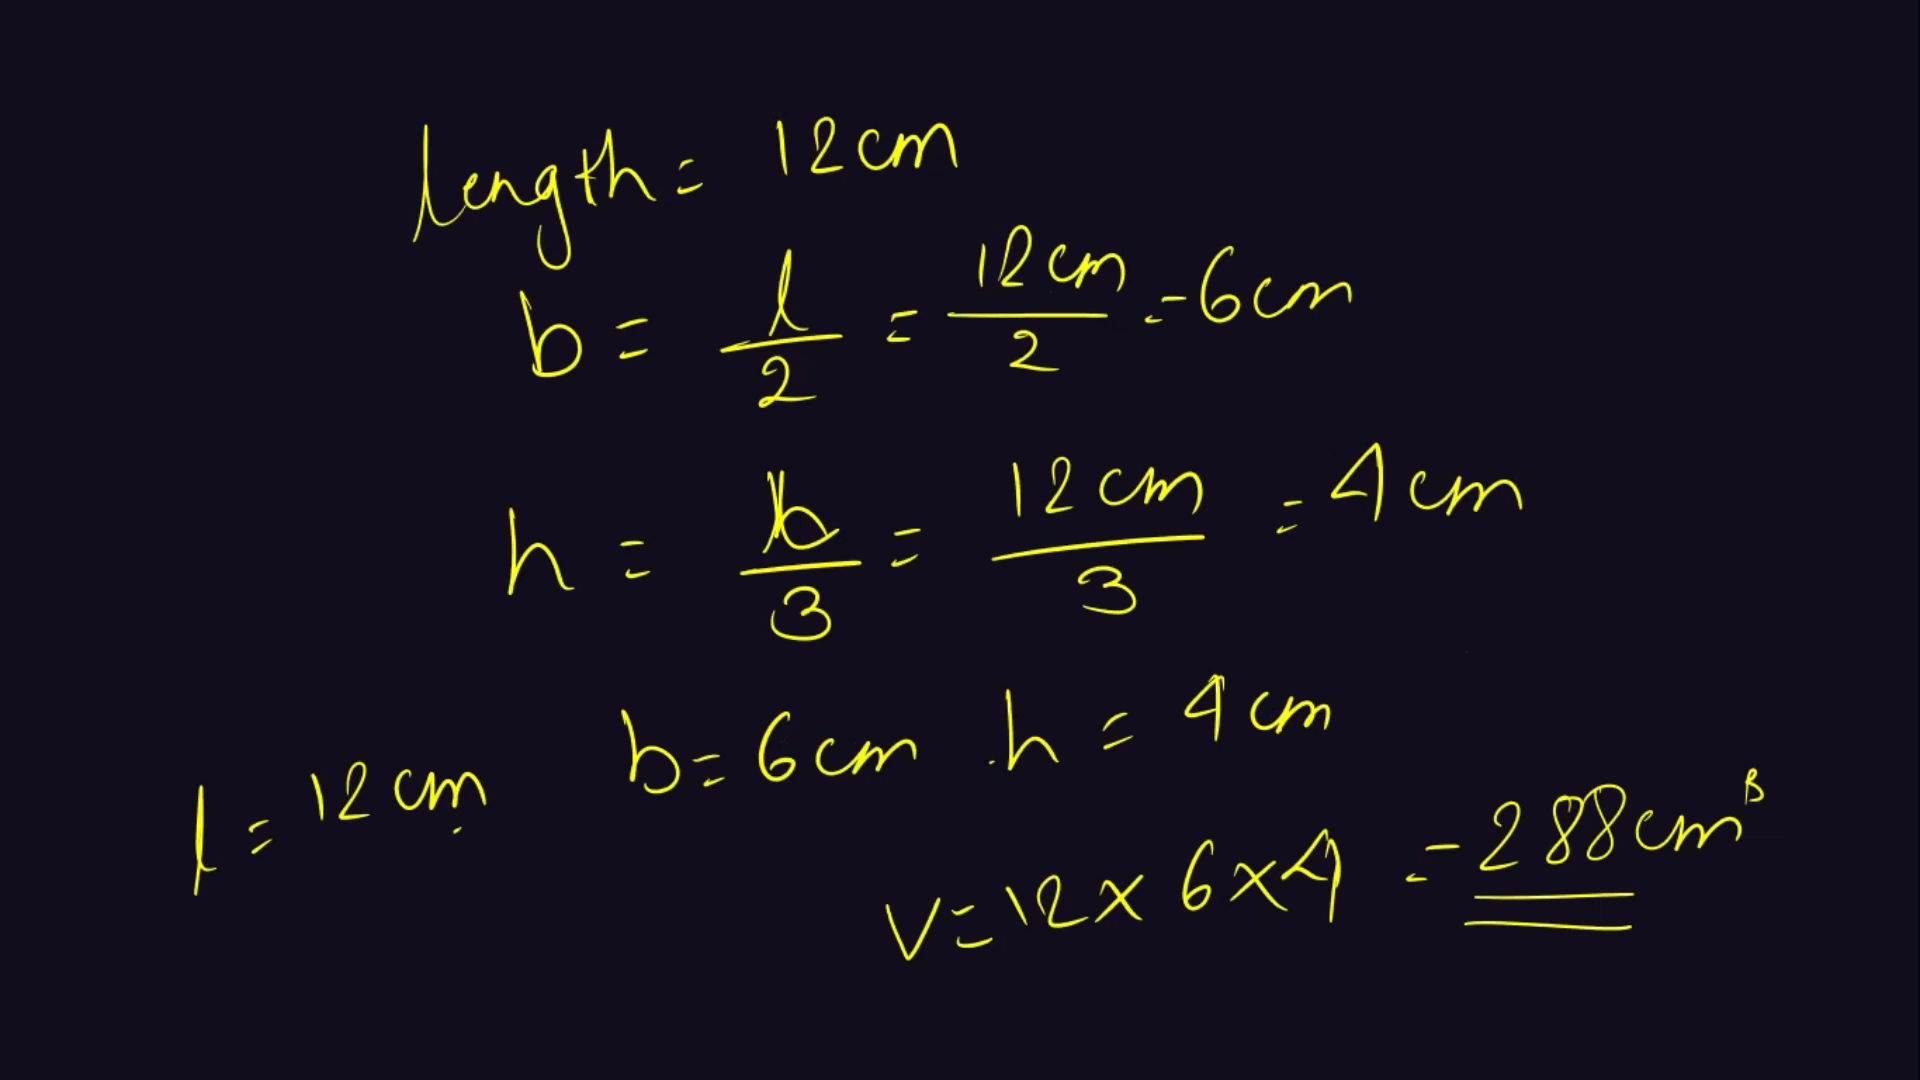 length = 12cm
b = l/2 = 12cm/2 = 6cm
h = b/3 = 12cm/3 = 4cm
l = 12cm b = 6cm . h = 4cm
V = 12 x 6 x 4 = 288cm³